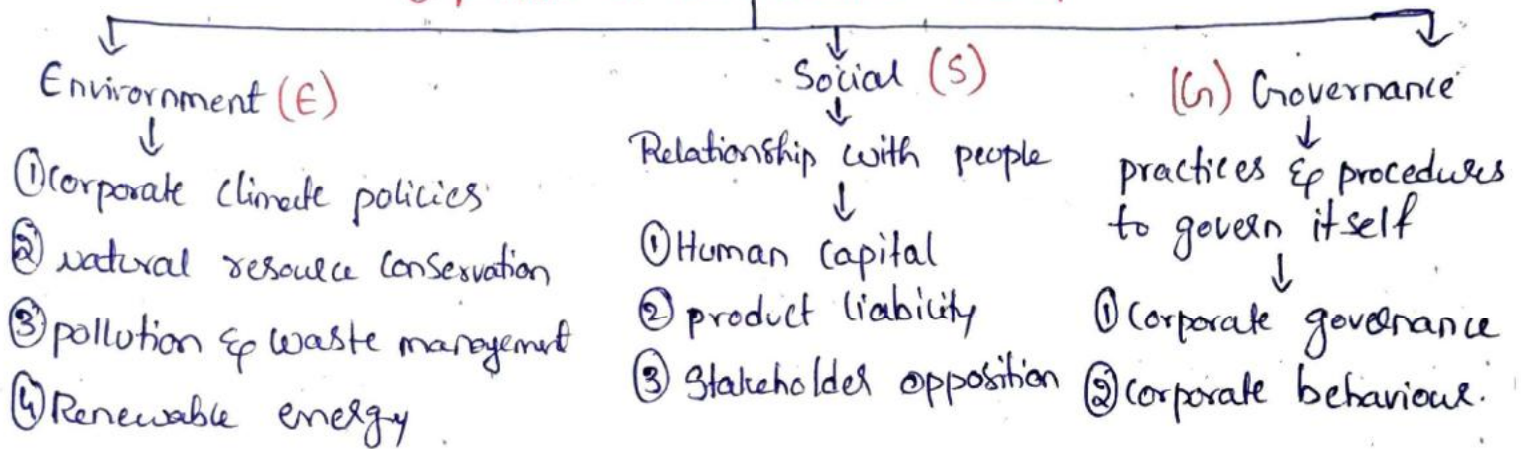 Envirornment (E)
① Corporate climate policies
② natural resource conservation
③ pollution & waste management
④ Renewable energy.
Social (S)
Relationship with people
① Human capital
② product liability
③ Stakeholder opposition
(G) Governance
practices & procedures
to govern itself
① Corporate governance
② corporate behaviour.